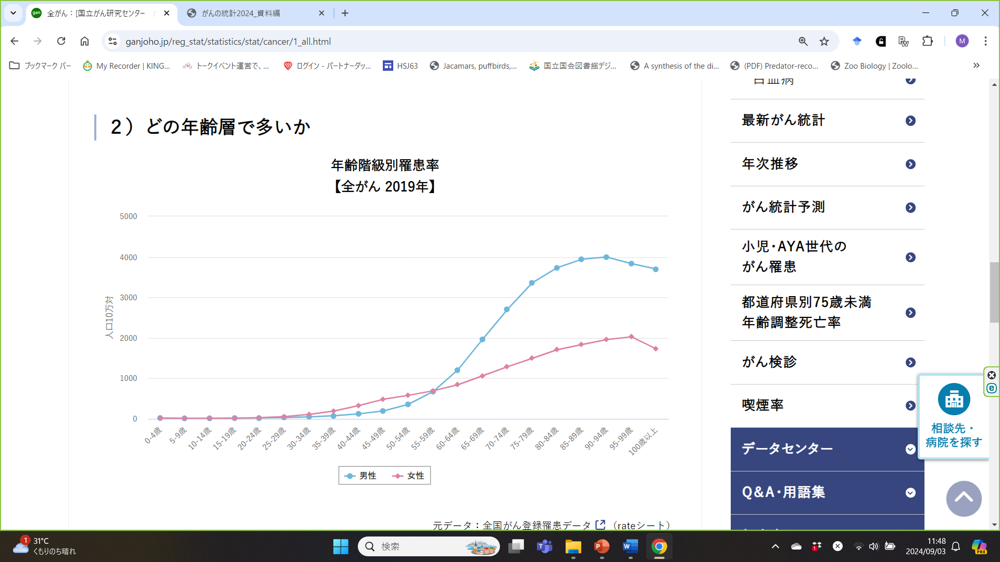 全がん：[国立がん研究センター
がんの統計2024_資料編
ganjoho.jp/reg_stat/statistics/stat/cancer/1_all.html
M
ブックマーク バー
My Recorder | KING...
トークイベント運営で、...
ログイン - パートナーダッ...
HSJ63
Jacamars, puffbirds,...
国立国会図書館デジ...
A synthesis of the di...
(PDF) Predator-reco...
Zoo Biology | Zoolo...
2）どの年齢層で多いか
年齢階級別罹患率
【全がん 2019年】
人口10万対
5000
4000
3000
2000
1000
0
0-4歳
5-9歳
10-14歳
15-19歳
20-24歳
25-29歳
30-34歳
35-39歳
40-44歳
45-49歳
50-54歳
55-59歳
60-64歳
65-69歳
70-74歳
75-79歳
80-84歳
85-89歳
90-94歳
95-99歳
100歳以上
男性
女性
元データ：全国がん登録罹患データ （rateシート）
白血病
最新がん統計
年次推移
がん統計予測
小児・AYA世代の
がん罹患
都道府県別75歳未満
年齢調整死亡率
がん検診
喫煙率
データセンター
Q&A・用語集
相談先・
病院を探す
1
31°C
くもりのち晴れ
検索
11:48
2024/09/03
PRE